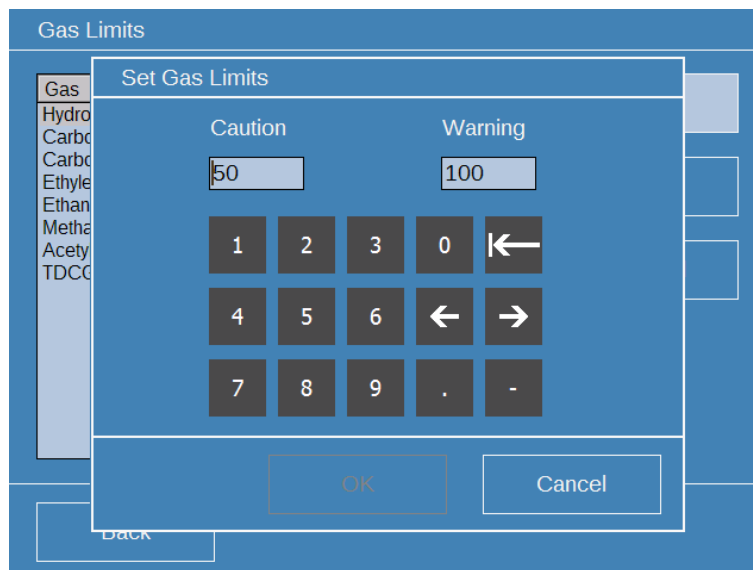 Gas Limits
Set Gas Limits
Gas
Hydro
Carbo
Carbo
Ethyle
Ethan
Metha
Acety
TDCG
Caution
Warning
50
100
1 2 3 0
4 5 6
7 8 9 . -
OK
Cancel
Back